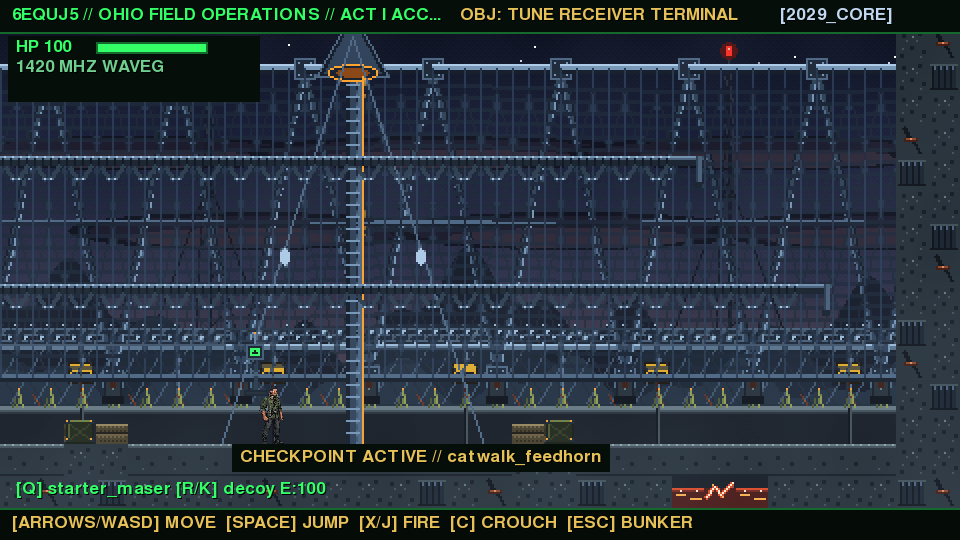 6EQUJ5 // OHIO FIELD OPERATIONS // ACT I ACC... OBJ: TUNE RECEIVER TERMINAL [2029_CORE]
HP 100
1420 MHZ WAVEG
CHECKPOINT ACTIVE // catwalk_feedhorn
[Q] starter_maser [R/K] decoy E:100
[ARROWS/WASD] MOVE [SPACE] JUMP [X/J] FIRE [C] CROUCH [ESC] BUNKER